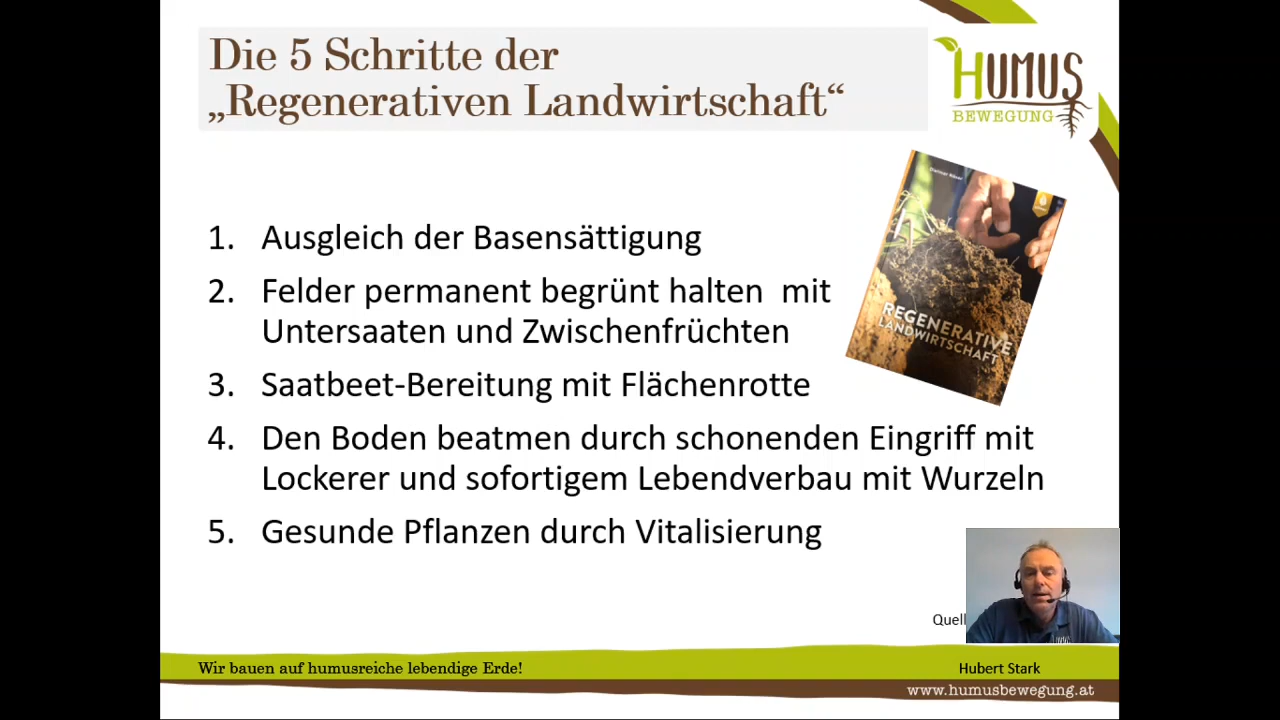 Die 5 Schritte der
„Regenerativen Landwirtschaft“
HUMUS
BEWEGUNG
Dietmar Näser
REGENERATIVE
LANDWIRTSCHAFT
1. Ausgleich der Basensättigung
2. Felder permanent begrünt halten mit
Untersaaten und Zwischenfrüchten
3. Saatbeet-Bereitung mit Flächenrotte
4. Den Boden beatmen durch schonenden Eingriff mit
Lockerer und sofortigem Lebendverbau mit Wurzeln
5. Gesunde Pflanzen durch Vitalisierung
Quell
HUMUS
Wir bauen auf humusreiche lebendige Erde!
Hubert Stark
www.humusbewegung.at